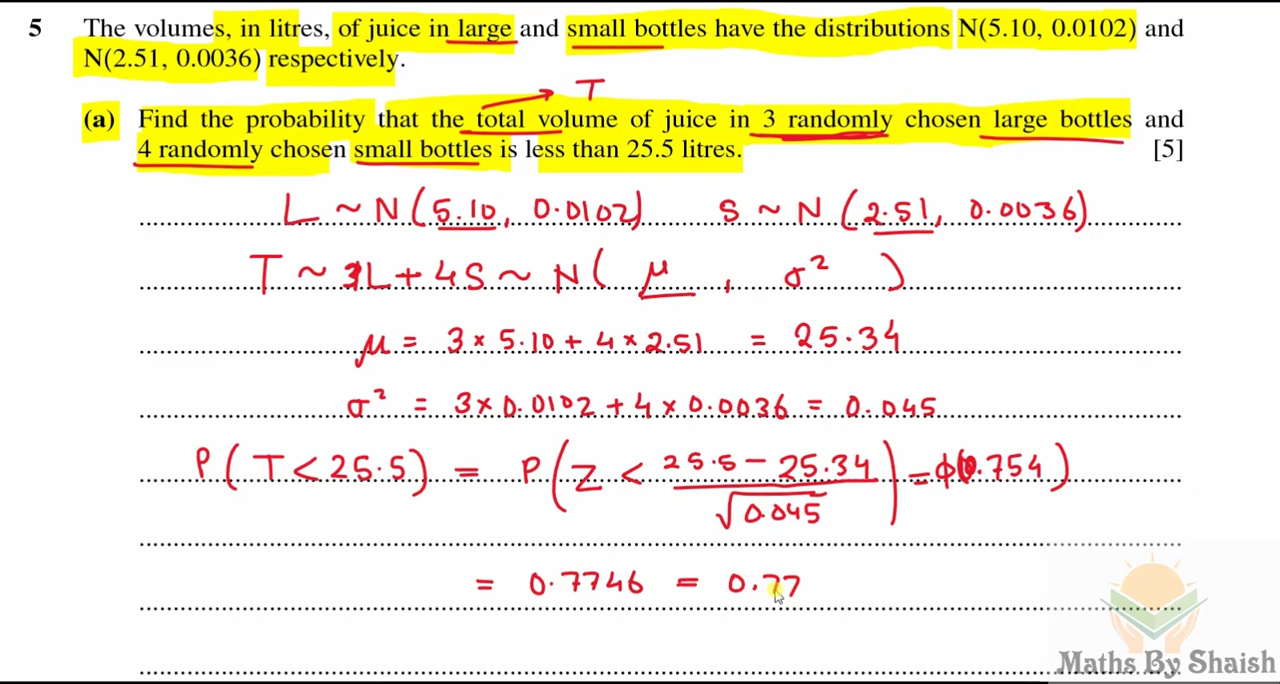 5 The volumes, in litres, of juice in large and small bottles have the distributions N(5.10, 0.0102) and
N(2.51, 0.0036) respectively.
T
(a) Find the probability that the total volume of juice in 3 randomly chosen large bottles and
4 randomly chosen small bottles is less than 25.5 litres. [5]
L ~ N(5.10, 0.0102) S ~ N (2.51, 0.0036)
T ~ 3L + 4S ~ N( μ , σ² )
μ = 3 × 5.10 + 4 × 2.51 = 25.34
σ² = 3 × 0.0102 + 4 × 0.0036 = 0.045
P(T < 25.5) = P(Z < (25.5 − 25.34)/√0.045) = ϕ(0.754)
= 0.7746 = 0.77
Maths By Shaish